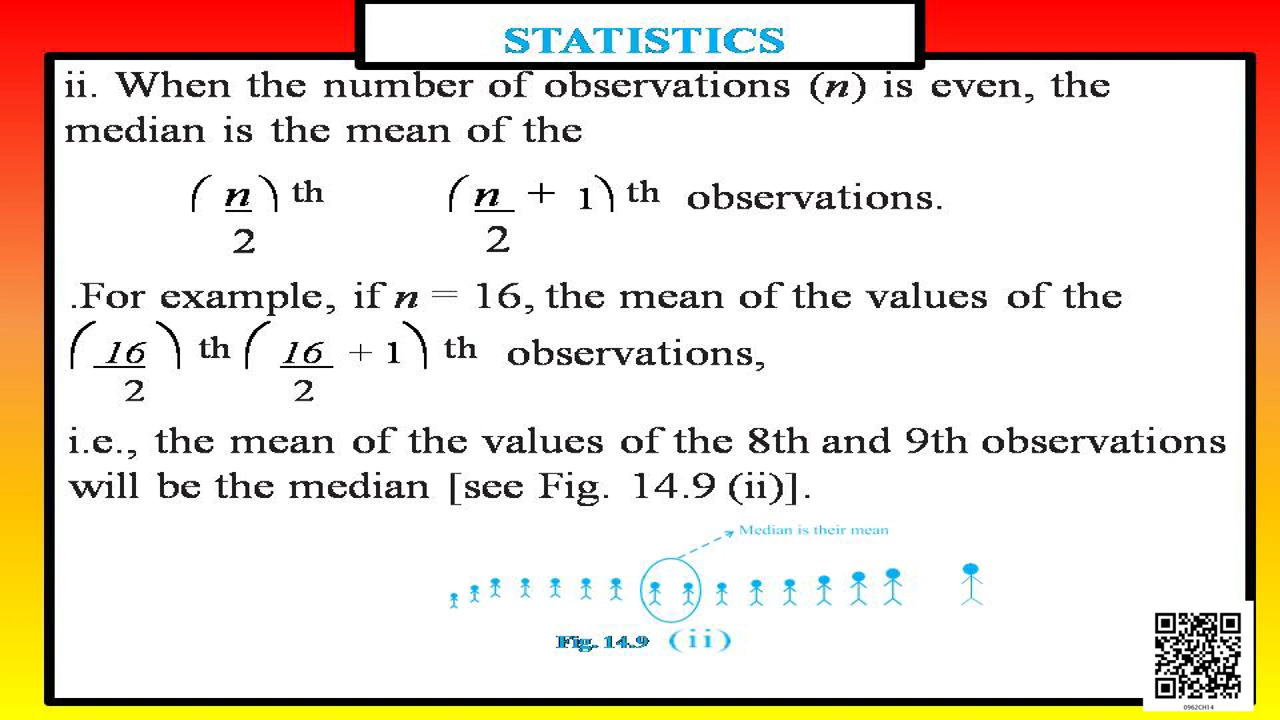 STATISTICS
ii. When the number of observations (n) is even, the
median is the mean of the
(n/2) th (n/2 + 1) th observations.
.For example, if n = 16, the mean of the values of the
(16/2) th (16/2 + 1) th observations,
i.e., the mean of the values of the 8th and 9th observations
will be the median [see Fig. 14.9 (ii)].
Median is their mean
Fig. 14.9 (ii)
0962CH14